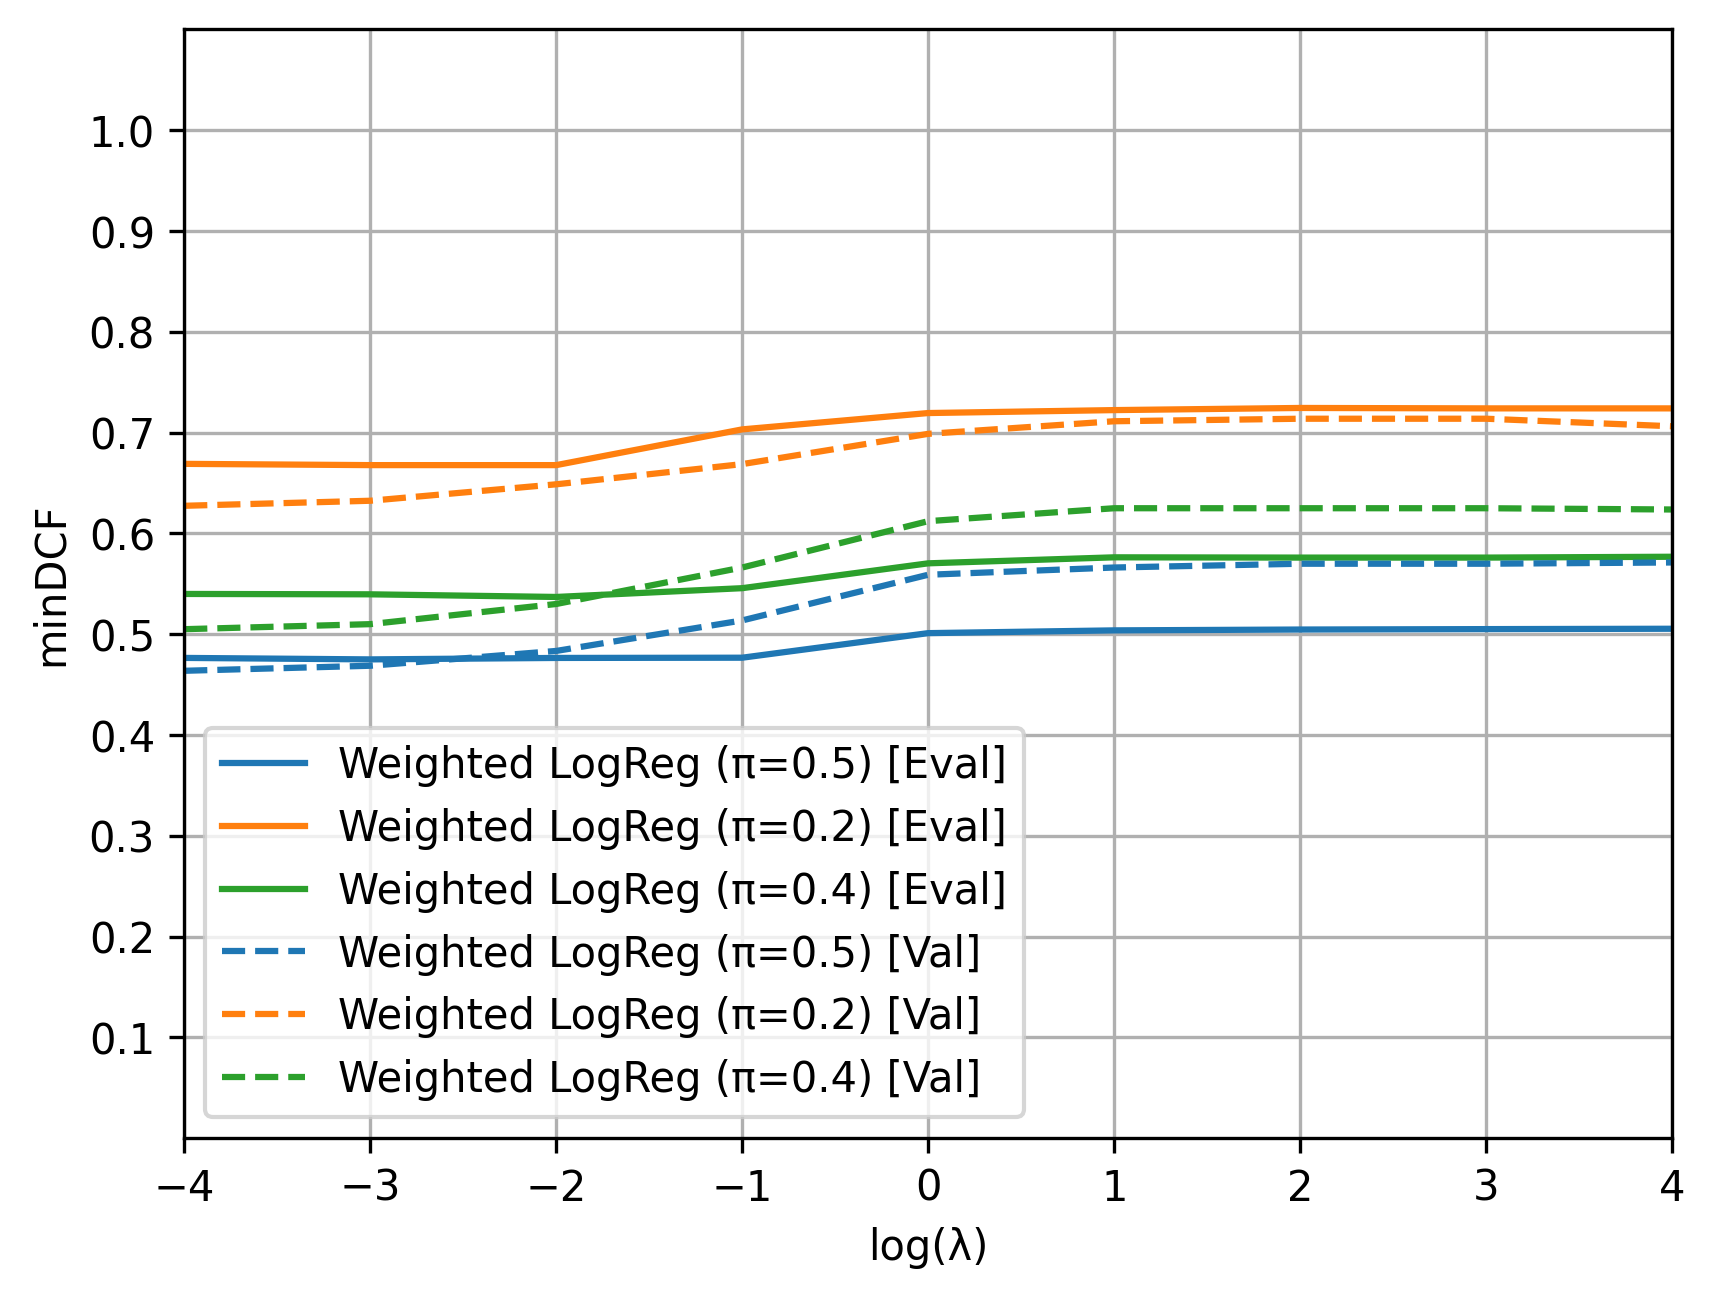 minDCF
1.0
0.9
0.8
0.7
0.6
0.5
0.4
0.3
0.2
0.1
Weighted LogReg (π=0.5) [Eval]
Weighted LogReg (π=0.2) [Eval]
Weighted LogReg (π=0.4) [Eval]
Weighted LogReg (π=0.5) [Val]
Weighted LogReg (π=0.2) [Val]
Weighted LogReg (π=0.4) [Val]
−4 −3 −2 −1 0 1 2 3 4
log(λ)